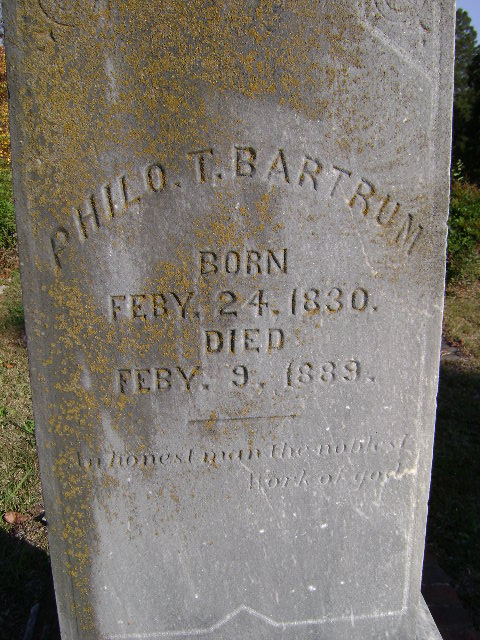 PHILO. T. BARTRUM
BORN
FEBY. 24. 1830.
DIED
FEBY. 9. 1889.
An honest man the noblest
Work of god